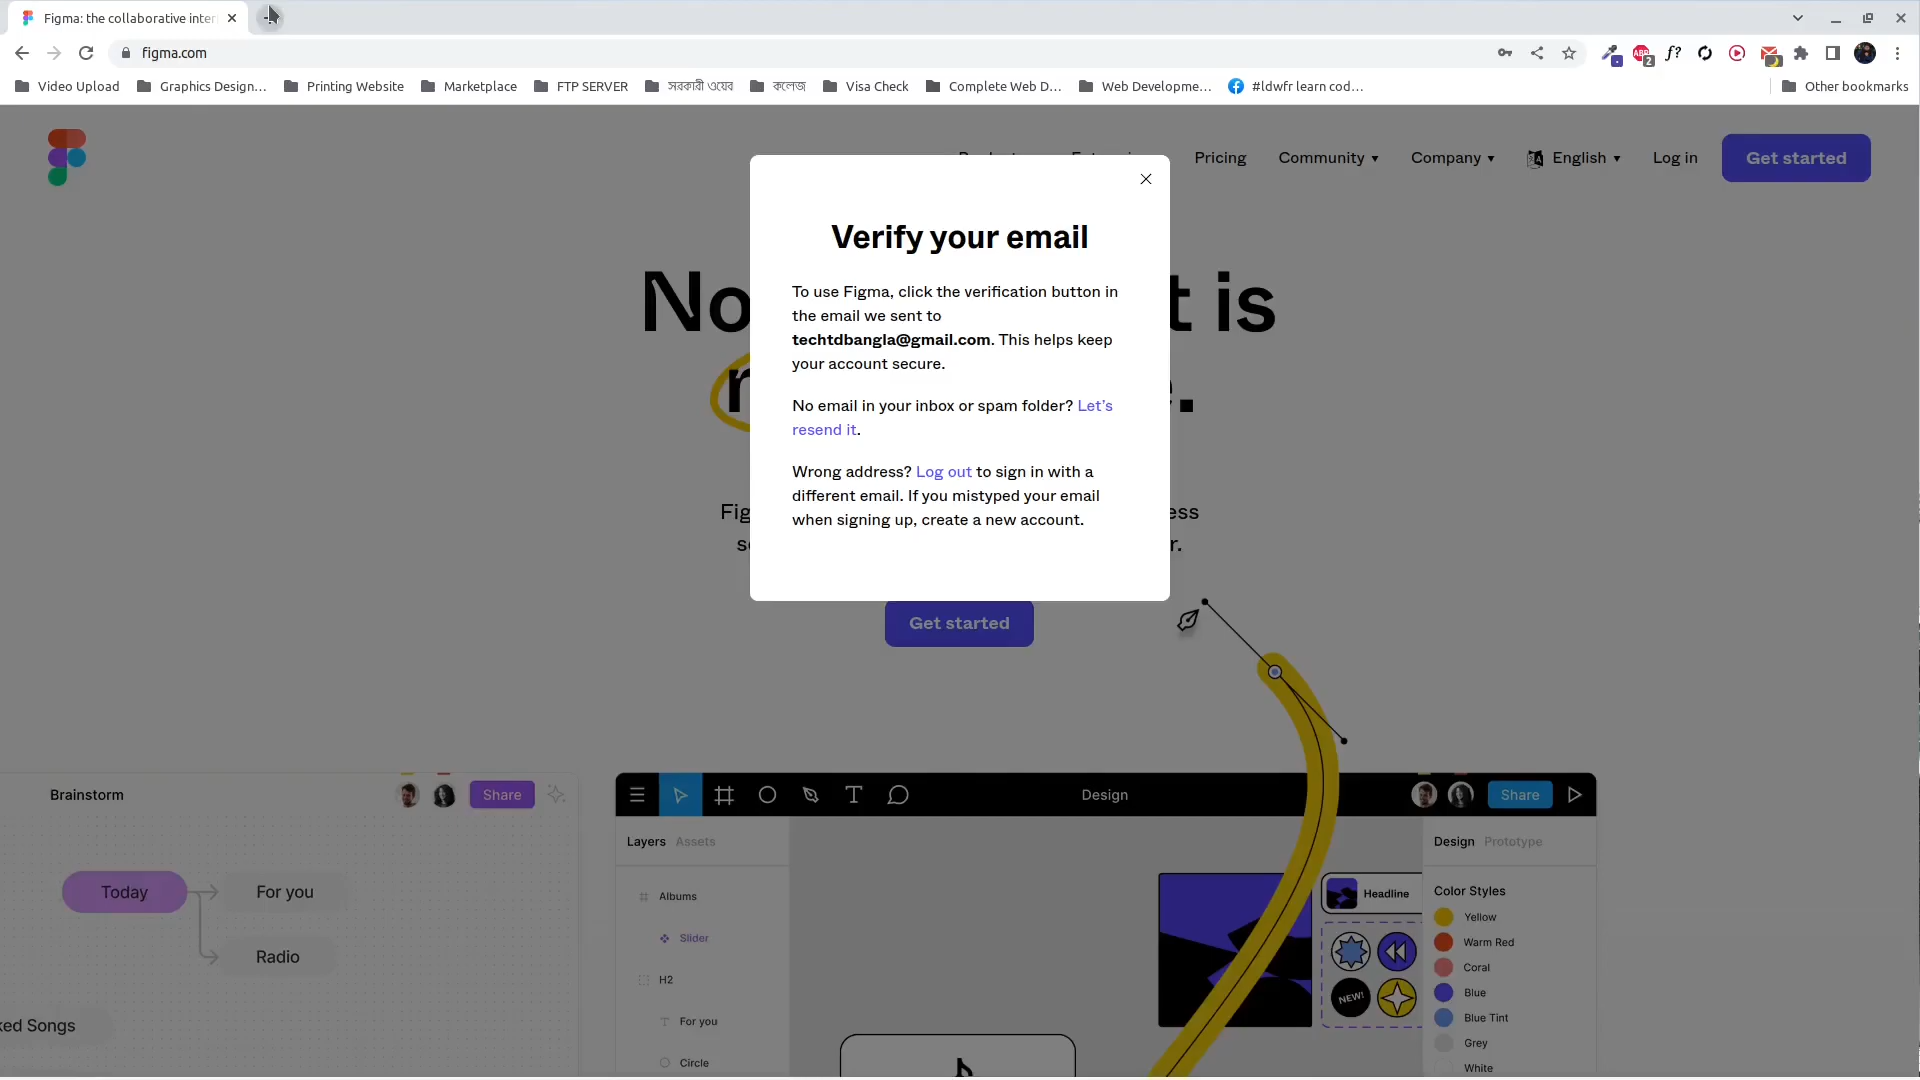 Figma: the collaborative inter
figma.com
Video Upload
Graphics Design...
Printing Website
Marketplace
FTP SERVER
সরকারী ওযেব
কলেজ
Visa Check
Complete Web D...
Web Developme...
#ldwfr learn cod...
Other bookmarks
Pricing
Community
Company
English
Log in
Get started
Verify your email
To use Figma, click the verification button in
the email we sent to
techtdbangla@gmail.com. This helps keep
your account secure.
No email in your inbox or spam folder? Let's
resend it.
Wrong address? Log out to sign in with a
different email. If you mistyped your email
when signing up, create a new account.
No
t is
Fig
ess
r.
Get started
Brainstorm
Share
Today
For you
Radio
ked Songs
Design
Share
Layers Assets
Albums
Slider
H2
For you
Circle
Headline
NEW!
Design Prototype
Color Styles
Yellow
Warm Red
Coral
Blue
Blue Tint
Grey
White